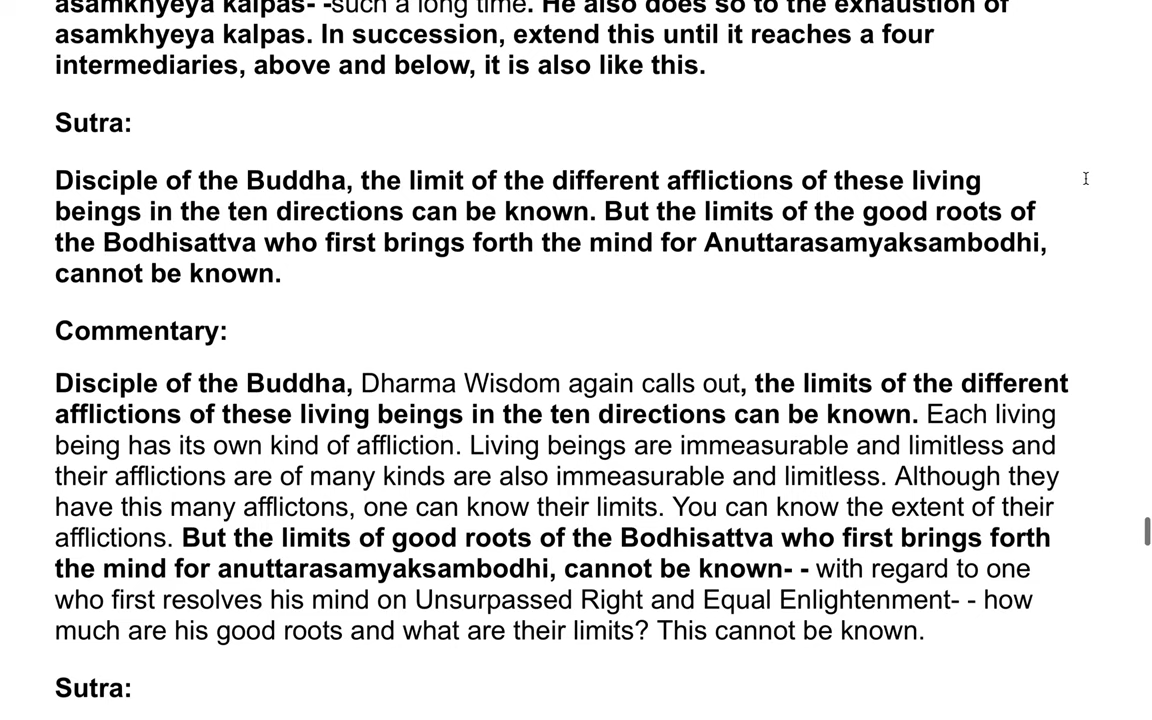 asamkhyeya kalpas- -such a long time. He also does so to the exhaustion of
asamkhyeya kalpas. In succession, extend this until it reaches a four
intermediaries, above and below, it is also like this.
Sutra:
Disciple of the Buddha, the limit of the different afflictions of these living
beings in the ten directions can be known. But the limits of the good roots of
the Bodhisattva who first brings forth the mind for Anuttarasamyaksambodhi,
cannot be known.
Commentary:
Disciple of the Buddha, Dharma Wisdom again calls out, the limits of the different
afflictions of these living beings in the ten directions can be known. Each living
being has its own kind of affliction. Living beings are immeasurable and limitless and
their afflictions are of many kinds are also immeasurable and limitless. Although they
have this many afflictons, one can know their limits. You can know the extent of their
afflictions. But the limits of good roots of the Bodhisattva who first brings forth
the mind for anuttarasamyaksambodhi, cannot be known- - with regard to one
who first resolves his mind on Unsurpassed Right and Equal Enlightenment- - how
much are his good roots and what are their limits? This cannot be known.
Sutra: